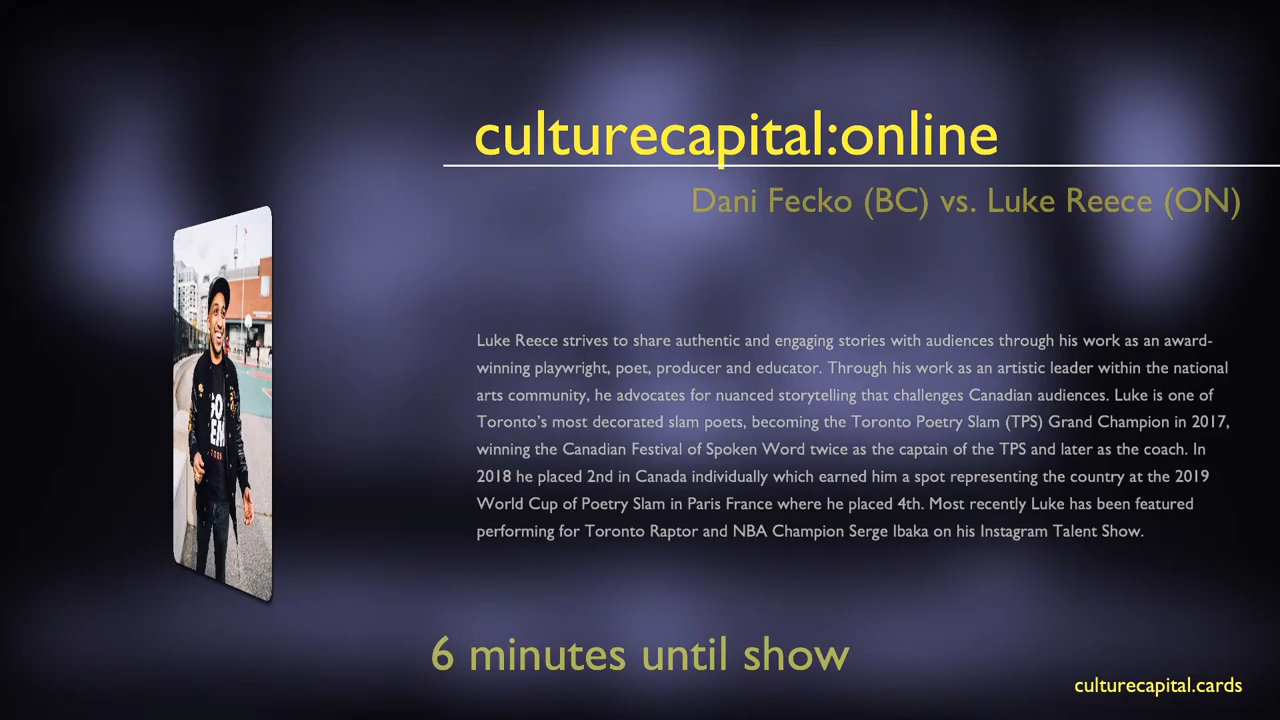 culturecapital:online
Dani Fecko (BC) vs. Luke Reece (ON)
Luke Reece strives to share authentic and engaging stories with audiences through his work as an award-
winning playwright, poet, producer and educator. Through his work as an artistic leader within the national
arts community, he advocates for nuanced storytelling that challenges Canadian audiences. Luke is one of
Toronto's most decorated slam poets, becoming the Toronto Poetry Slam (TPS) Grand Champion in 2017,
winning the Canadian Festival of Spoken Word twice as the captain of the TPS and later as the coach. In
2018 he placed 2nd in Canada individually which earned him a spot representing the country at the 2019
World Cup of Poetry Slam in Paris France where he placed 4th. Most recently Luke has been featured
performing for Toronto Raptor and NBA Champion Serge Ibaka on his Instagram Talent Show.
6 minutes until show
culturecapital.cards